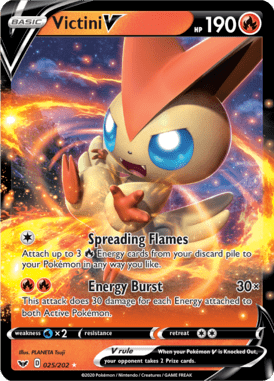 BASIC Victini V HP 190
Spreading Flames
Attach up to 3 Energy cards from your discard pile to
your Pokémon in any way you like.
Energy Burst 30×
This attack does 30 damage for each Energy attached to
both Active Pokémon.
weakness ×2 resistance retreat
V rule When your Pokémon V is Knocked Out,
your opponent takes 2 Prize cards.
Illus. PLANETA Tsuji
D 025/202
©2020 Pokémon / Nintendo / Creatures / GAME FREAK